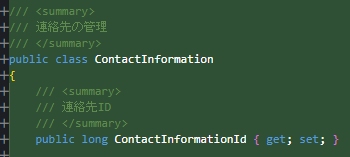 +/// <summary>
+/// 連絡先の管理
+/// </summary>
+public class ContactInformation
+{
+    /// <summary>
+    /// 連絡先ID
+    /// </summary>
+    public long ContactInformationId { get; set; }